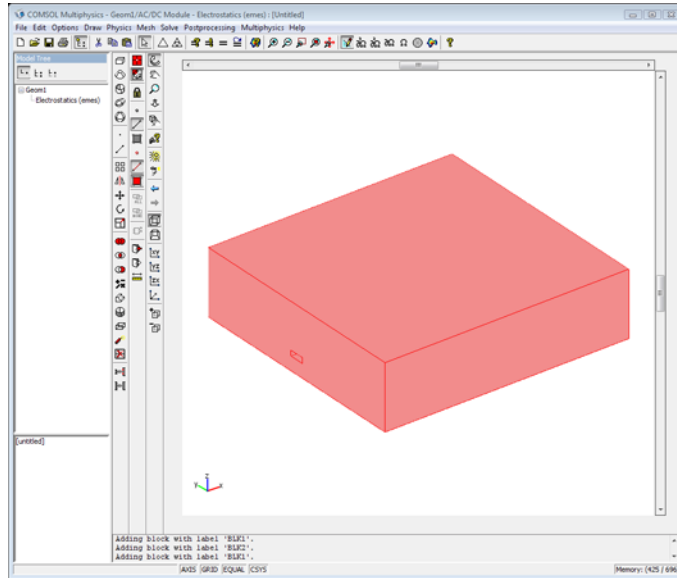 COMSOL Multiphysics - Geom1/AC/DC Module - Electrostatics (emes) : [Untitled]
File Edit Options Draw Physics Mesh Solve Postprocessing Multiphysics Help
Model Tree
Geom1
Electrostatics (emes)
[untitled]
z
y
x
Adding block with label 'BLK1'.
Adding block with label 'BLK2'.
Adding block with label 'BLK1'.
AXIS GRID EQUAL CSYS
Memory: (425 / 696